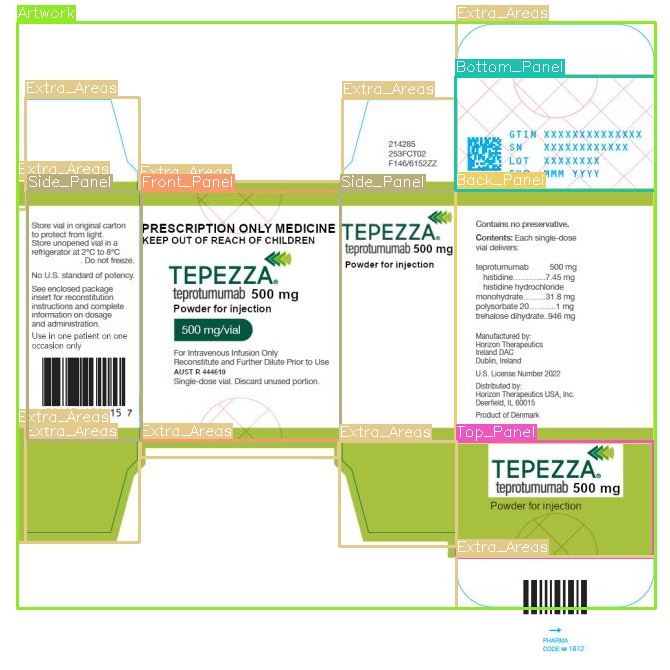 Artwork
Extra_Areas
Bottom_Panel
GTIN XXXXXXXXXXXXXX
SN XXXXXXXXXXXX
LOT XXXXXXXX
EXP MMM YYYY
Extra_Areas
Extra_Areas
214285
253FCT02
F146/6152ZZ
Extra_Areas
Extra_Areas
Side_Panel
Store vial in original carton
to protect from light.
Store unopened vial in a
refrigerator at 2°C to 8°C
. Do not freeze.
No U.S. standard of potency.
See enclosed package
insert for reconstitution
instructions and complete
information on dosage
and administration.
Use in one patient on one
occasion only
15 7
Front_Panel
PRESCRIPTION ONLY MEDICINE
KEEP OUT OF REACH OF CHILDREN
TEPEZZA®
teprotumumab 500 mg
Powder for injection
500 mg/vial
For Intravenous Infusion Only
Reconstitute and Further Dilute Prior to Use
AUST R 444610
Single-dose vial. Discard unused portion.
Side_Panel
TEPEZZA®
teprotumumab 500 mg
Powder for injection
Back_Panel
Contains no preservative.
Contents: Each single-dose
vial delivers:
teprotumumab 500 mg
histidine............7.45 mg
histidine hydrochloride
monohydrate........31.8 mg
polysorbate 20..........1 mg
trehalose dihydrate..946 mg
Manufactured by:
Horizon Therapeutics
Ireland DAC
Dublin, Ireland
U.S. License Number 2022
Distributed by:
Horizon Therapeutics USA, Inc.
Deerfield, IL 60015
Product of Denmark
Extra_Areas
Extra_Areas
Extra_Areas
Extra_Areas
Top_Panel
TEPEZZA®
teprotumumab 500 mg
Powder for injection
Extra_Areas
PHARMA
CODE № 1812